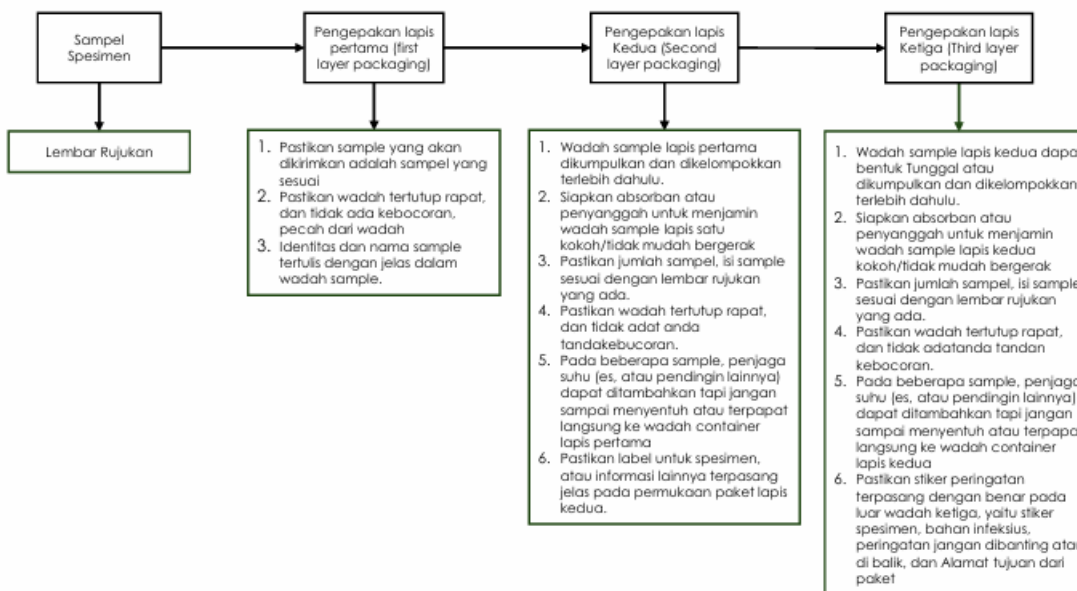 Sampel
Spesimen
Pengepakan lapis
pertama (first
layer packaging)
Pengepakan lapis
Kedua (Second
layer packaging)
Pengepakan lapis
Ketiga (Third layer
packaging)
Lembar Rujukan
1. Pastikan sample yang akan
dikirimkan adalah sampel yang
sesuai
2. Pastikan wadah tertutup rapat,
dan tidak ada kebocoran,
pecah dari wadah
3. Identitas dan nama sample
tertulis dengan jelas dalam
wadah sample.
1. Wadah sample lapis pertama
dikumpulkan dan dikelompokkan
terlebih dahulu.
2. Siapkan absorban atau
penyanggah untuk menjamin
wadah sample lapis satu
kokoh/tidak mudah bergerak
3. Pastikan jumlah sampel, isi sample
sesuai dengan lembar rujukan
yang ada.
4. Pastikan wadah tertutup rapat,
dan tidak adat anda
tandakebucoran.
5. Pada beberapa sample, penjaga
suhu (es, atau pendingin lainnya)
dapat ditambahkan tapi jangan
sampai menyentuh atau terpapat
langsung ke wadah container
lapis pertama
6. Pastikan label untuk spesimen,
atau informasi lainnya terpasang
jelas pada permukaan paket lapis
kedua.
1. Wadah sample lapis kedua dapa
bentuk Tunggal atau
dikumpulkan dan dikelompokkan
terlebih dahulu.
2. Siapkan absorban atau
penyanggah untuk menjamin
wadah sample lapis kedua
kokoh/tidak mudah bergerak
3. Pastikan jumlah sampel, isi sample
sesuai dengan lembar rujukan
yang ada.
4. Pastikan wadah tertutup rapat,
dan tidak adatanda tandan
kebocoran.
5. Pada beberapa sample, penjaga
suhu (es, atau pendingin lainnya)
dapat ditambahkan tapi jangan
sampai menyentuh atau terpapa
langsung ke wadah container
lapis kedua
6. Pastikan stiker peringatan
terpasang dengan benar pada
luar wadah ketiga, yaitu stiker
spesimen, bahan infeksius,
peringatan jangan dibanting atau
di balik, dan Alamat tujuan dari
paket